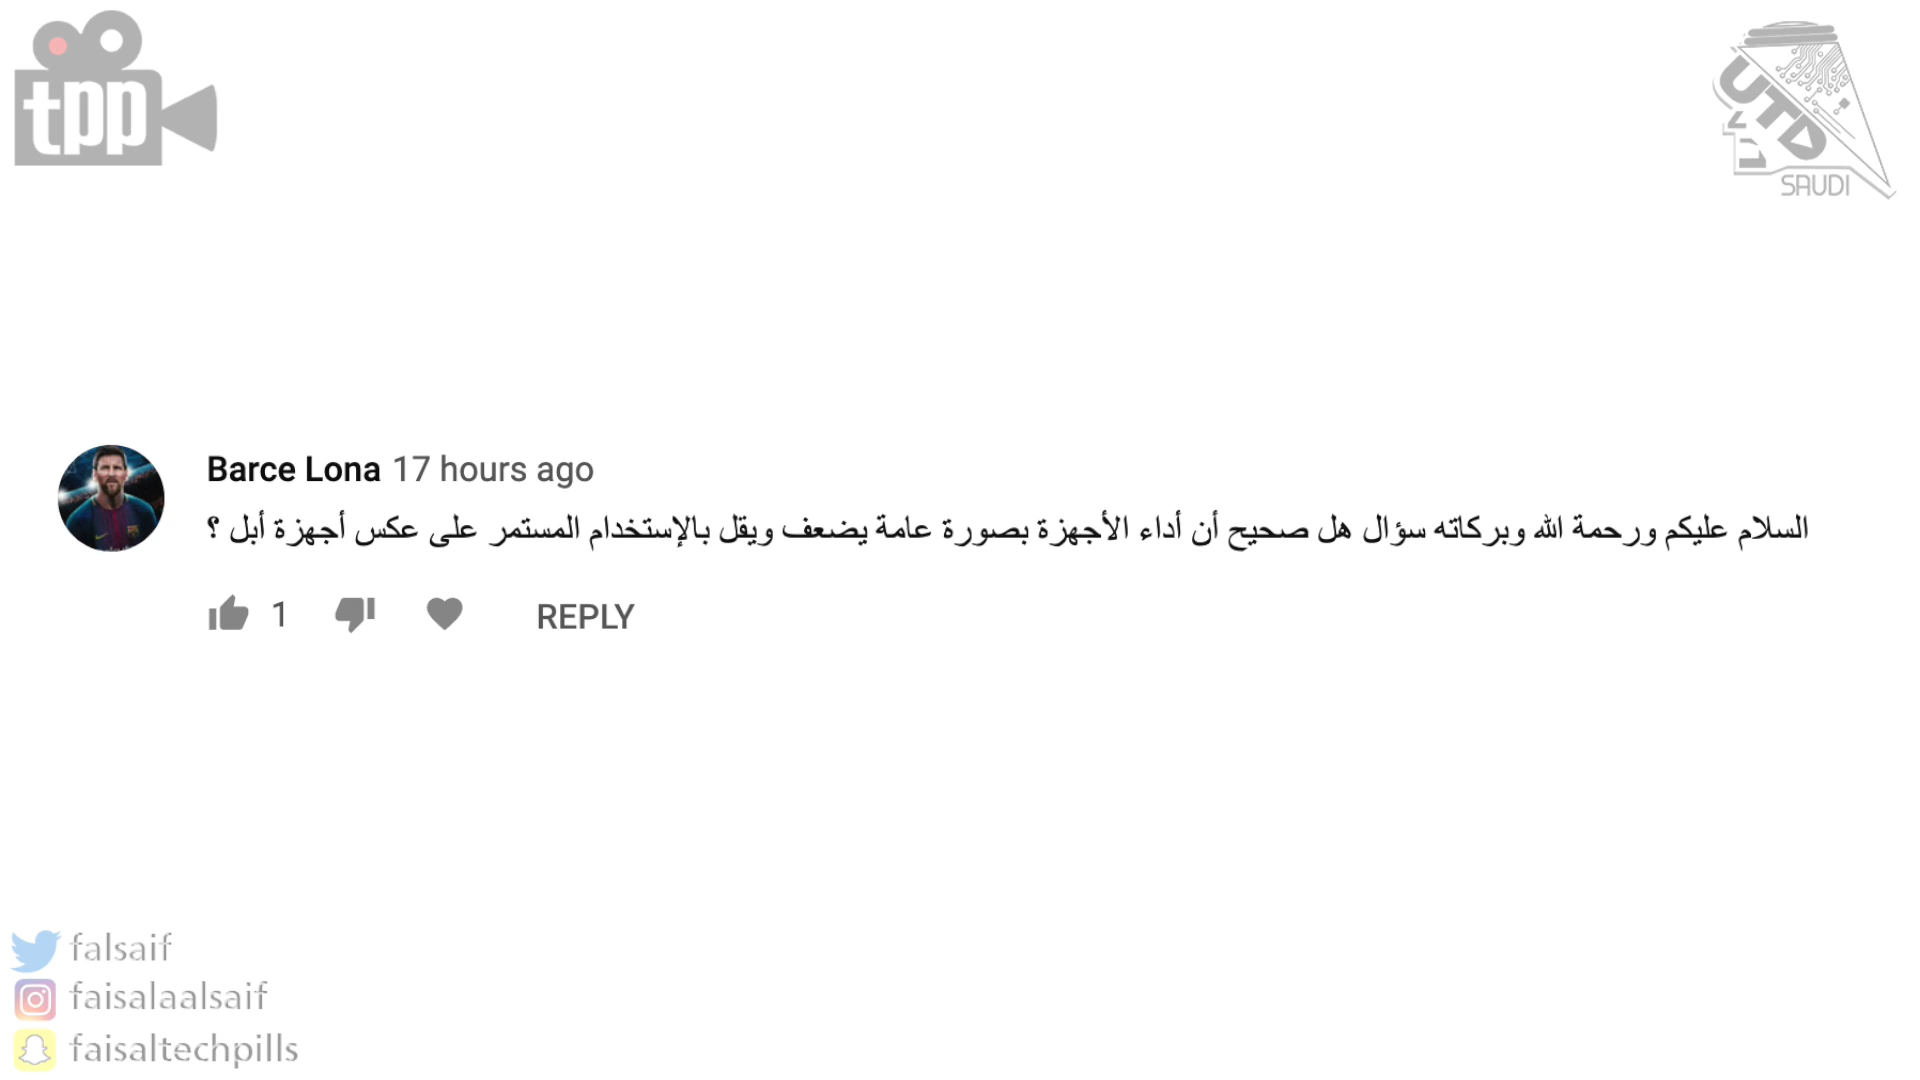 tpp
UTD
SAUDI
Barce Lona 17 hours ago
السلام عليكم ورحمة الله وبركاته سؤال هل صحيح أن أداء الأجهزة بصورة عامة يضعف ويقل بالإستخدام المستمر على عكس أجهزة أبل ؟
1 REPLY
falsaif
faisalaalsaif
faisaltechpills